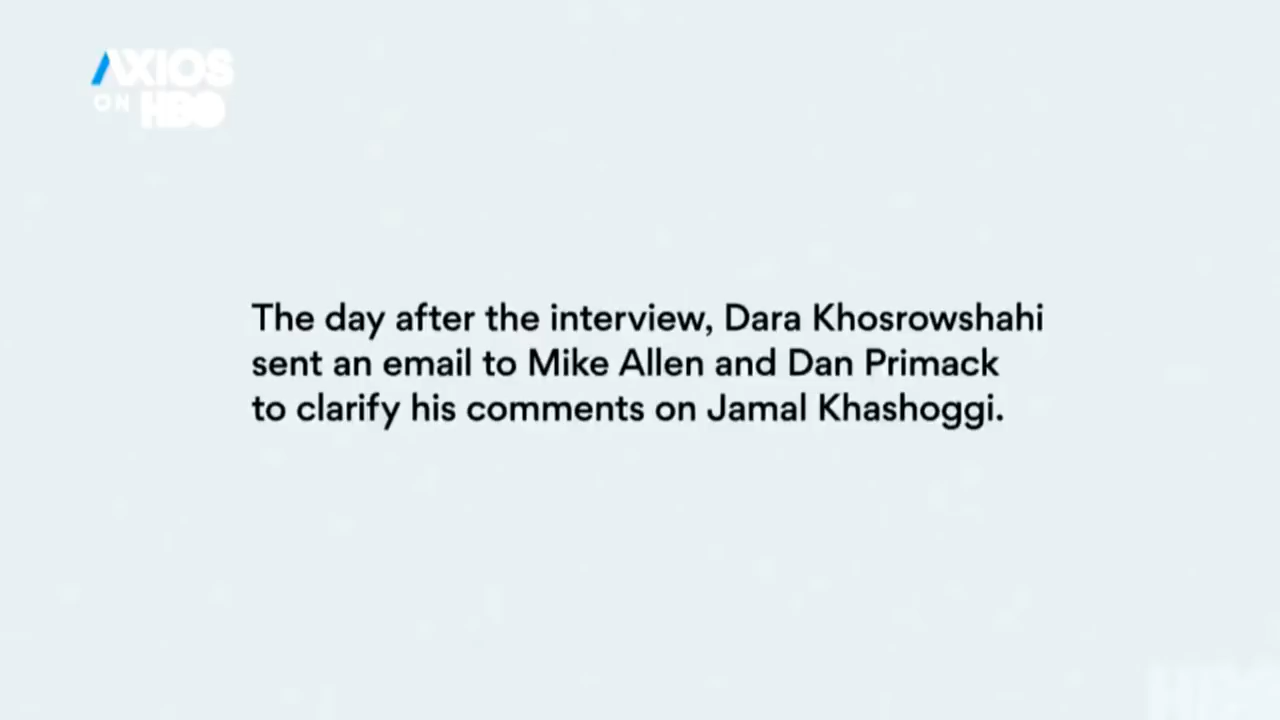 AXIOS
ON HBO
The day after the interview, Dara Khosrowshahi
sent an email to Mike Allen and Dan Primack
to clarify his comments on Jamal Khashoggi.